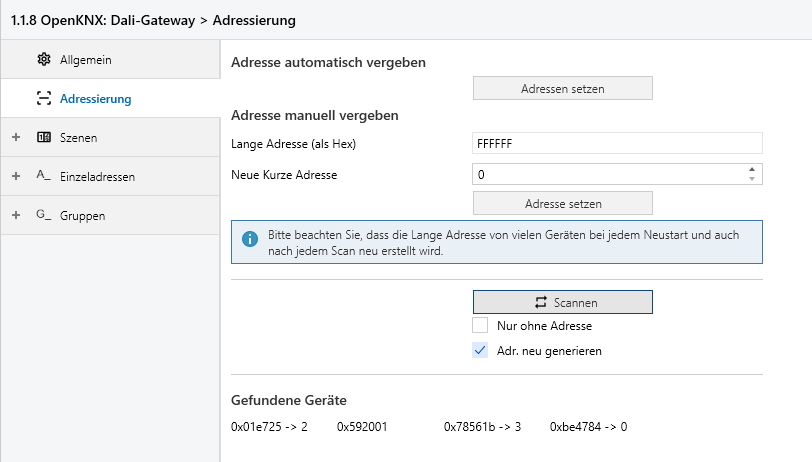 1.1.8 OpenKNX: Dali-Gateway > Adressierung
Allgemein
Adressierung
Szenen
A_ Einzeladressen
G_ Gruppen
Adresse automatisch vergeben
Adressen setzen
Adresse manuell vergeben
Lange Adresse (als Hex) FFFFFF
Neue Kurze Adresse 0
Adresse setzen
Bitte beachten Sie, dass die Lange Adresse von vielen Geräten bei jedem Neustart und auch
nach jedem Scan neu erstellt wird.
Scannen
Nur ohne Adresse
Adr. neu generieren
Gefundene Geräte
0x01e725 -> 2 0x592001 0x78561b -> 3 0xbe4784 -> 0